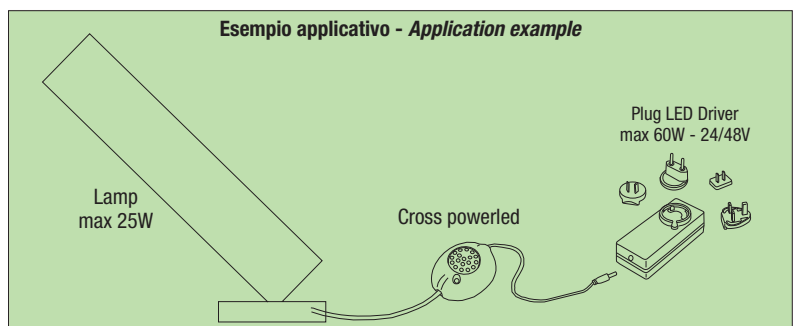 Esempio applicativo - Application example
Plug LED Driver
max 60W - 24/48V
Lamp
max 25W
Cross powerled